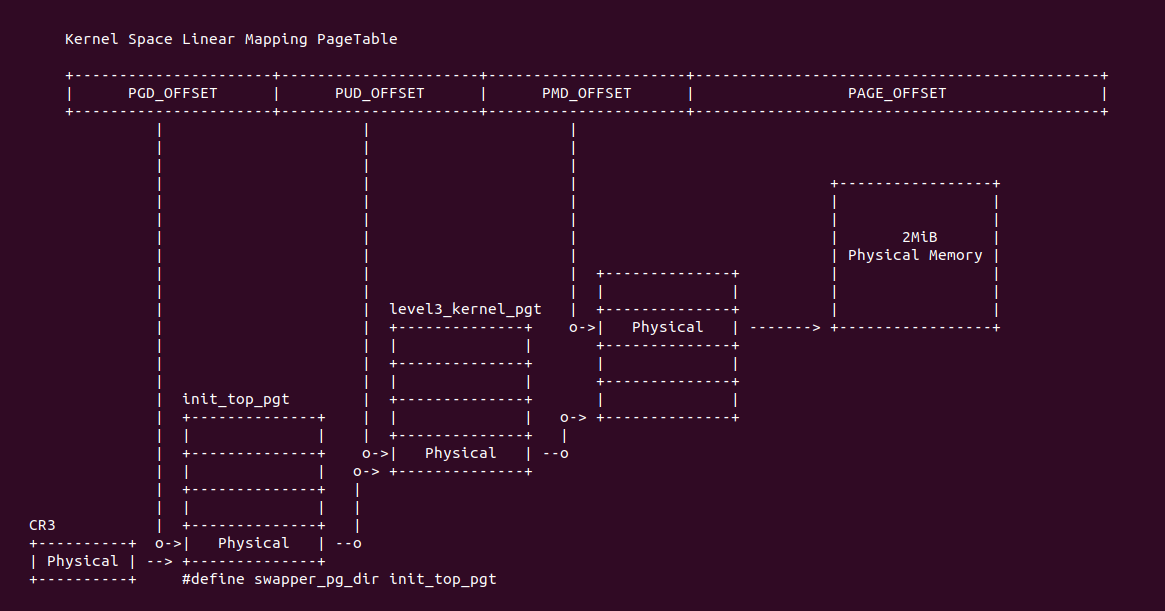 Kernel Space Linear Mapping PageTable
PGD_OFFSET PUD_OFFSET PMD_OFFSET PAGE_OFFSET
2MiB
Physical Memory
level3_kernel_pgt
Physical
init_top_pgt
Physical
CR3
Physical
Physical
#define swapper_pg_dir init_top_pgt